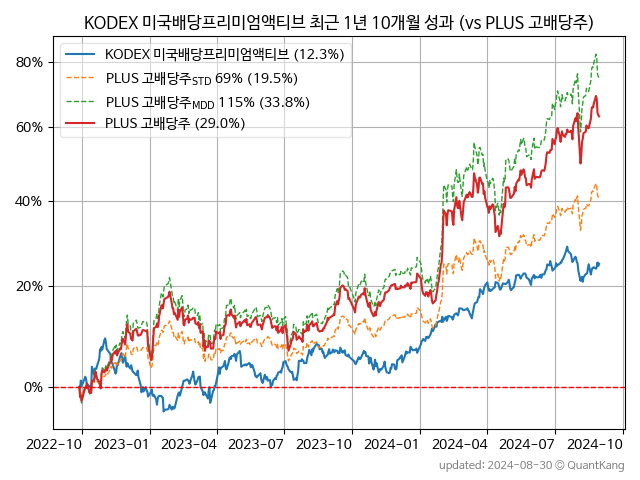 KODEX 미국배당프리미엄액티브 최근 1년 10개월 성과 (vs PLUS 고배당주)
KODEX 미국배당프리미엄액티브 (12.3%)
PLUS 고배당주STD 69% (19.5%)
PLUS 고배당주MDD 115% (33.8%)
PLUS 고배당주 (29.0%)
80%
60%
40%
20%
0%
2022-10 2023-01 2023-04 2023-07 2023-10 2024-01 2024-04 2024-07 2024-10
updated: 2024-08-30 © QuantKang